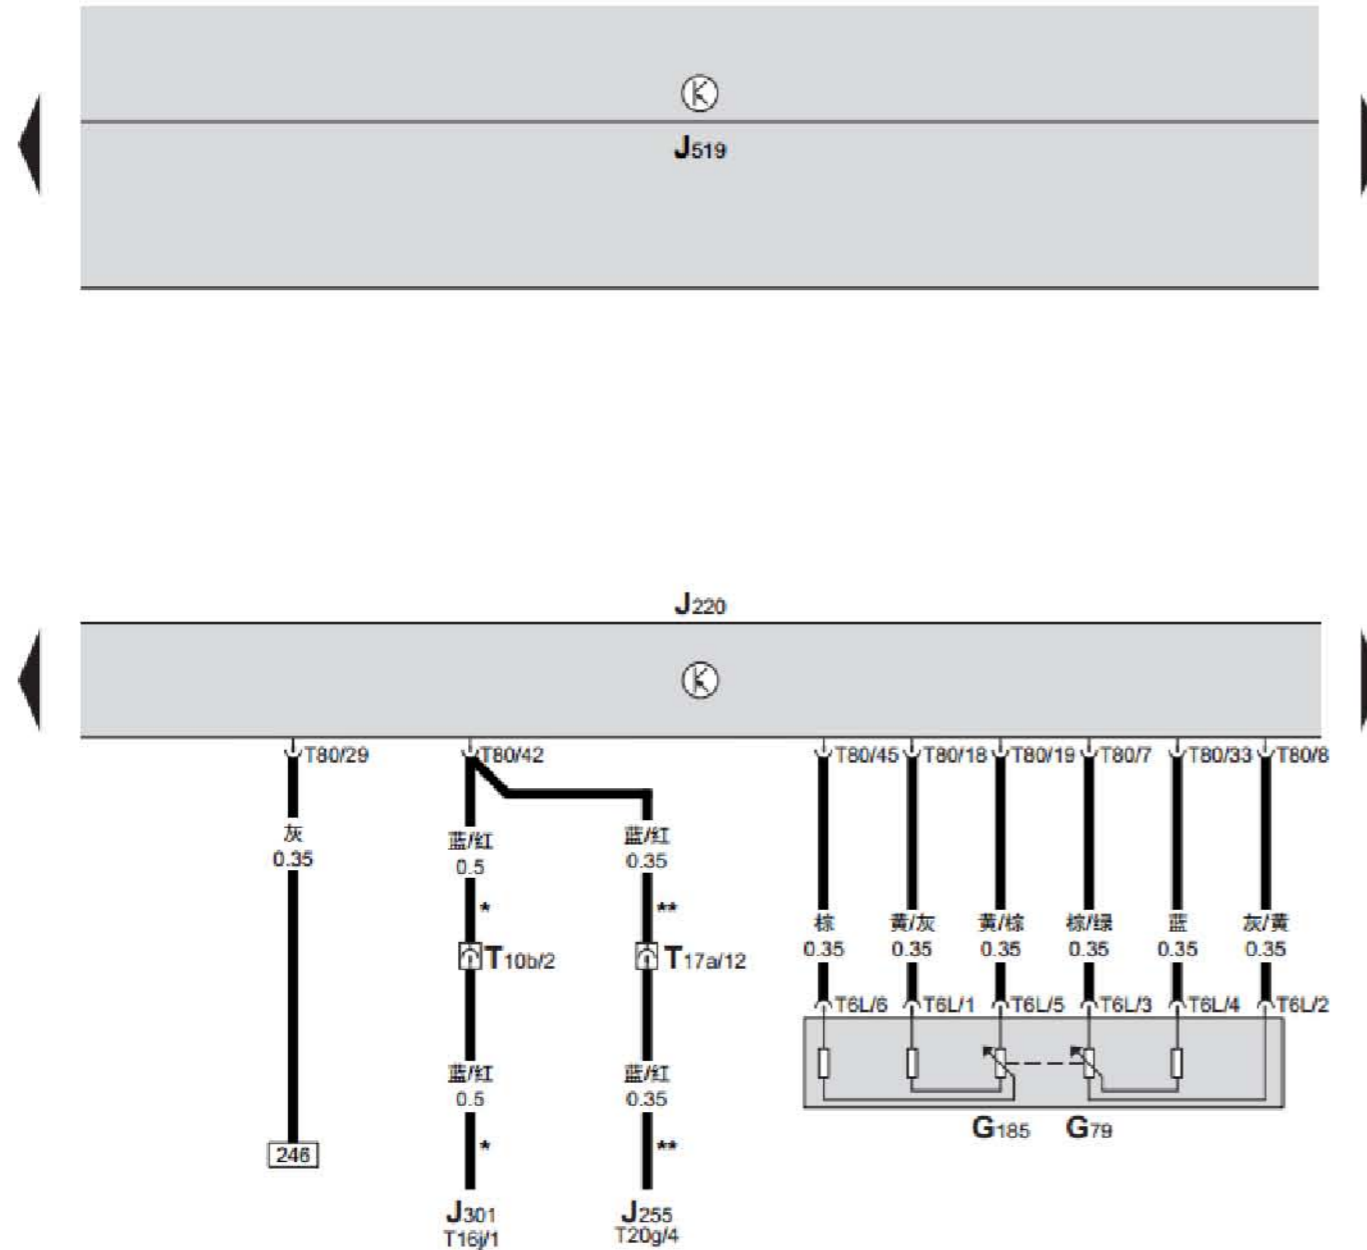 J519
J220
T80/29
T80/42
T80/45
T80/18
T80/19
T80/7
T80/33
T80/8
灰
0.35
蓝/红
0.5
蓝/红
0.35
*
**
棕
0.35
黄/灰
0.35
黄/棕
0.35
棕/绿
0.35
蓝
0.35
灰/黄
0.35
T10b/2
T17a/12
T6L/6
T6L/1
T6L/5
T6L/3
T6L/4
T6L/2
蓝/红
0.5
蓝/红
0.35
G185
G79
246
*
**
J301
T16j/1
J255
T20g/4